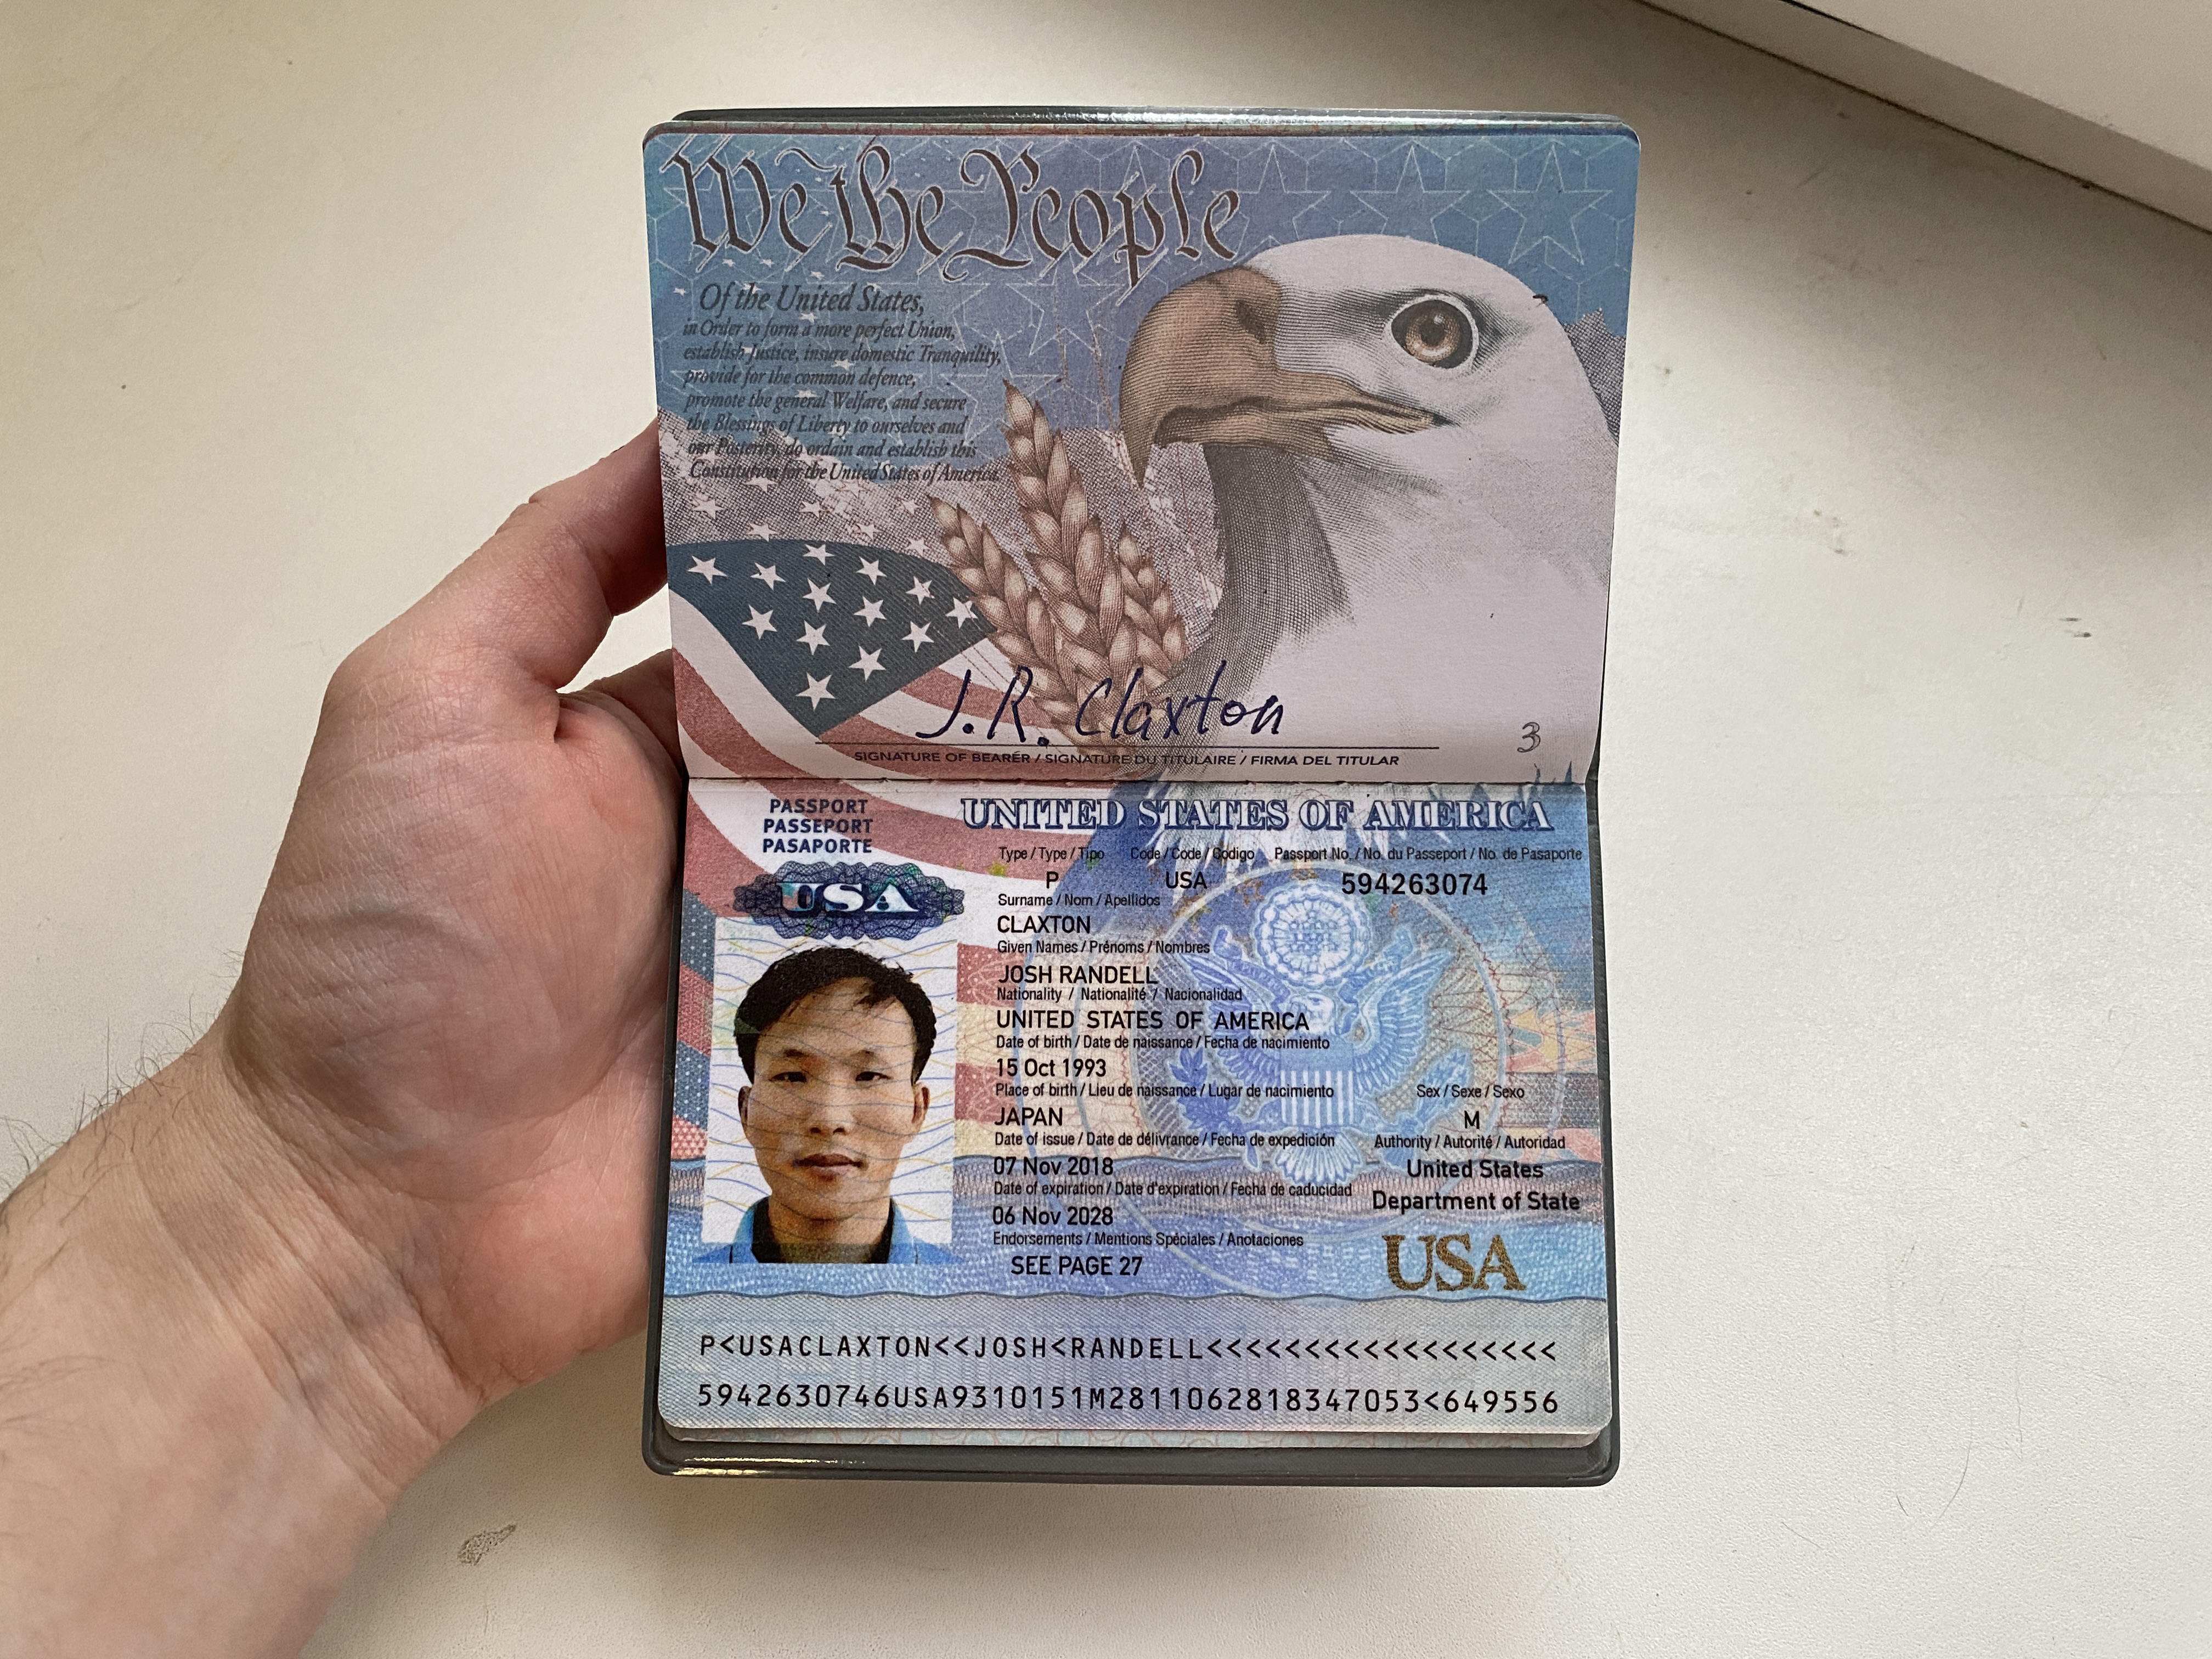 We the People
Of the United States,
in Order to form a more perfect Union,
establish Justice, insure domestic Tranquility,
provide for the common defence,
promote the general Welfare, and secure
the Blessings of Liberty to ourselves and
our Posterity, do ordain and establish this
Constitution for the United States of America.
J.R. Claxton
SIGNATURE OF BEARER / SIGNATURE DU TITULAIRE / FIRMA DEL TITULAR
3
PASSPORT
PASSEPORT
PASAPORTE
USA
UNITED STATES OF AMERICA
Type / Type / Tipo Code / Code / Codigo Passport No. / No. du Passeport / No. de Pasaporte
P USA 594263074
Surname / Nom / Apellidos
CLAXTON
Given Names / Prénoms / Nombres
JOSH RANDELL
Nationality / Nationalité / Nacionalidad
UNITED STATES OF AMERICA
Date of birth / Date de naissance / Fecha de nacimiento
15 Oct 1993
Place of birth / Lieu de naissance / Lugar de nacimiento Sex / Sexe / Sexo
JAPAN M
Date of issue / Date de délivrance / Fecha de expedición Authority / Autorité / Autoridad
07 Nov 2018 United States
Date of expiration / Date d'expiration / Fecha de caducidad Department of State
06 Nov 2028
Endorsements / Mentions Spéciales / Anotaciones
SEE PAGE 27
USA
P<USACLAXTON<<JOSH<RANDELL<<<<<<<<<<<<<<<<<<
5942630746USA9310151M2811062818347053<649556